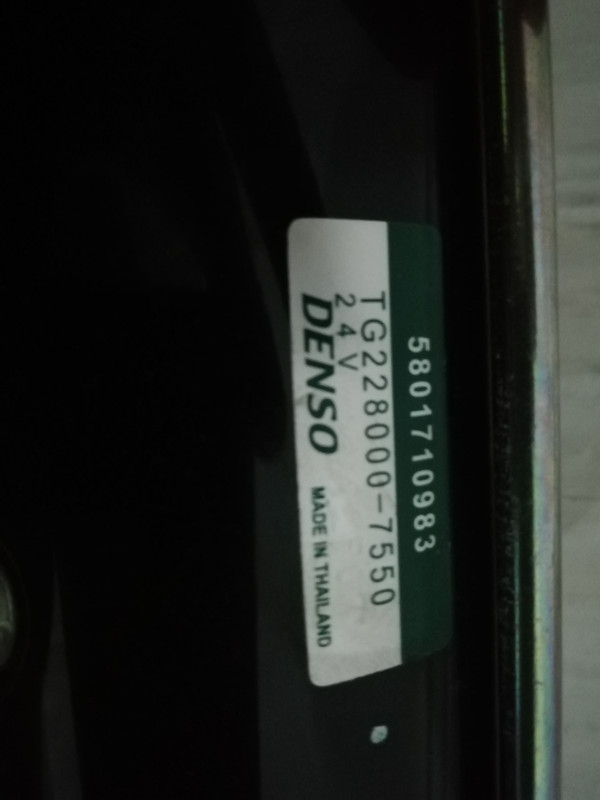 5801710983
TG228000-7550
24V
DENSO MADE IN THAILAND